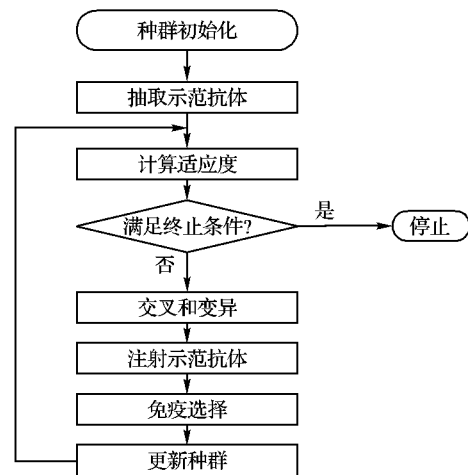 种群初始化
抽取示范抗体
计算适应度
满足终止条件?
是
停止
否
交叉和变异
注射示范抗体
免疫选择
更新种群